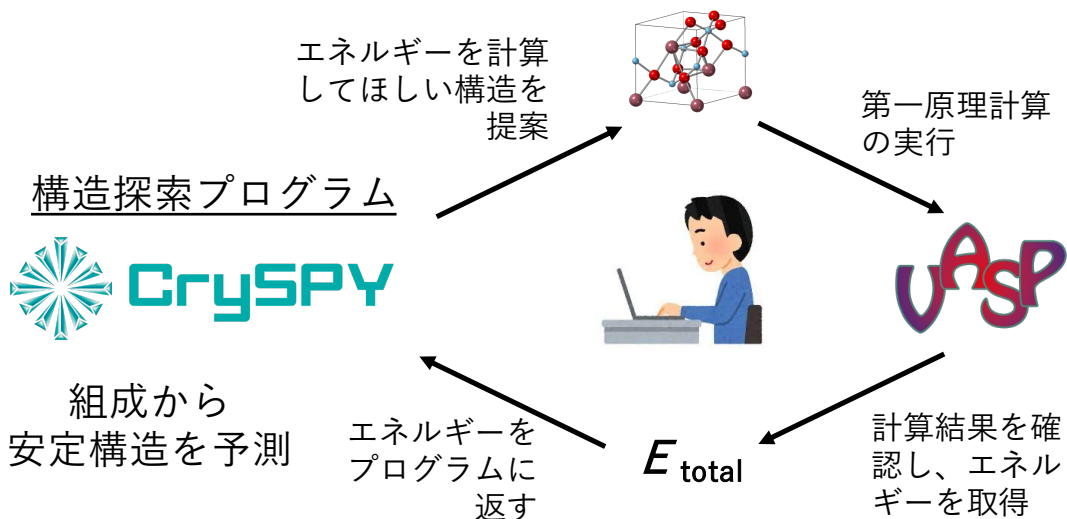 エネルギーを計算
してほしい構造を
提案
第一原理計算
の実行
構造探索プログラム
CrySPY
VASP
組成から
安定構造を予測
エネルギーを
プログラムに
返す
E total
計算結果を確
認し、エネル
ギーを取得